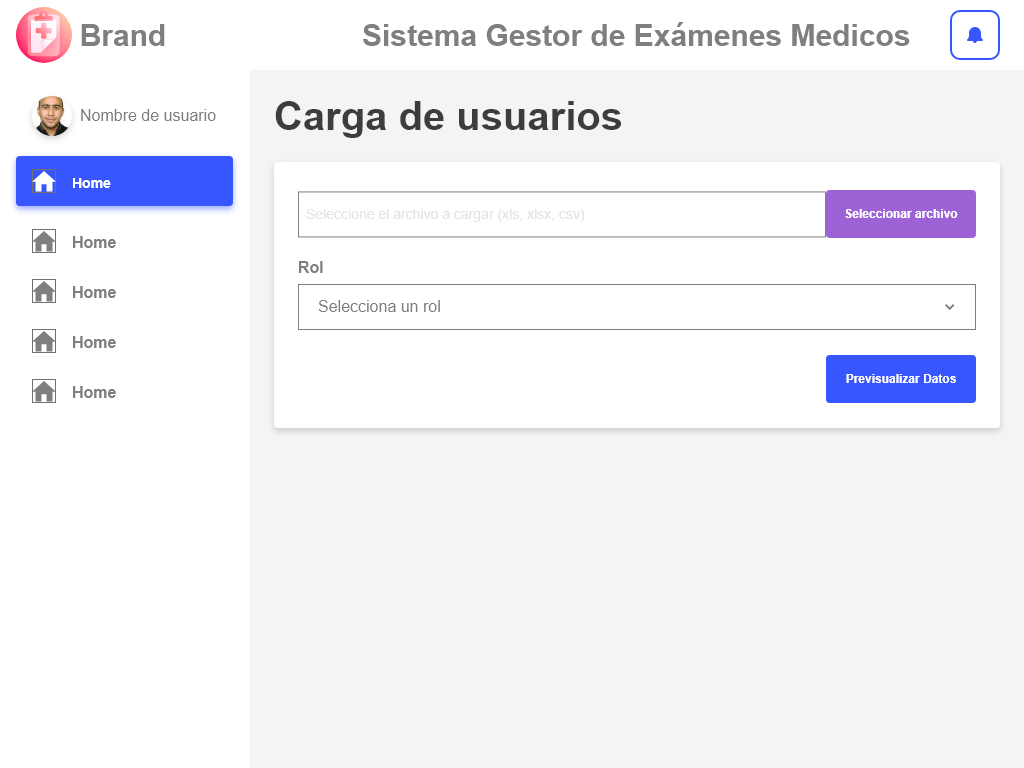 Brand
Sistema Gestor de Exámenes Medicos
Nombre de usuario
Home
Home
Home
Home
Home
Carga de usuarios
Seleccione el archivo a cargar (xls, xlsx, csv)
Seleccionar archivo
Rol
Selecciona un rol
Previsualizar Datos